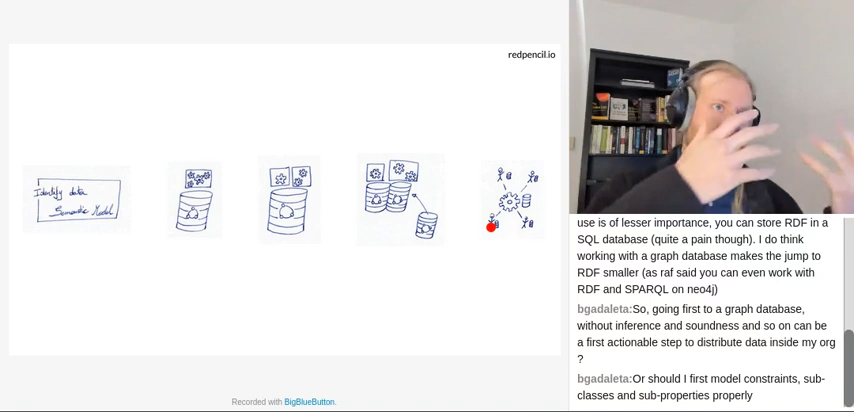 redpencil.io
Identify data
Semantic Model
Recorded with BigBlueButton.
use is of lesser importance, you can store RDF in a
SQL database (quite a pain though). I do think
working with a graph database makes the jump to
RDF smaller (as raf said you can even work with
RDF and SPARQL on neo4j)
bgadaleta:So, going first to a graph database,
without inference and soundness and so on can be
a first actionable step to distribute data inside my org
?
bgadaleta:Or should I first model constraints, sub-
classes and sub-properties properly